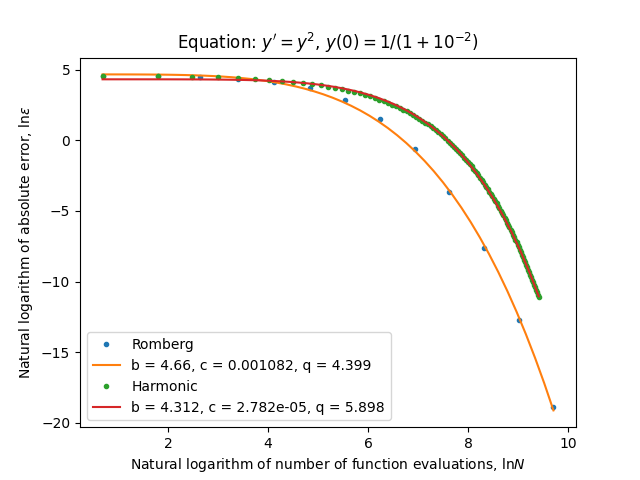 Equation: y′ = y², y(0) = 1/(1 + 10⁻²)
Natural logarithm of absolute error, lnε
5
0
−5
−10
−15
−20
Romberg
b = 4.66, c = 0.001082, q = 4.399
Harmonic
b = 4.312, c = 2.782e-05, q = 5.898
2 4 6 8 10
Natural logarithm of number of function evaluations, lnN